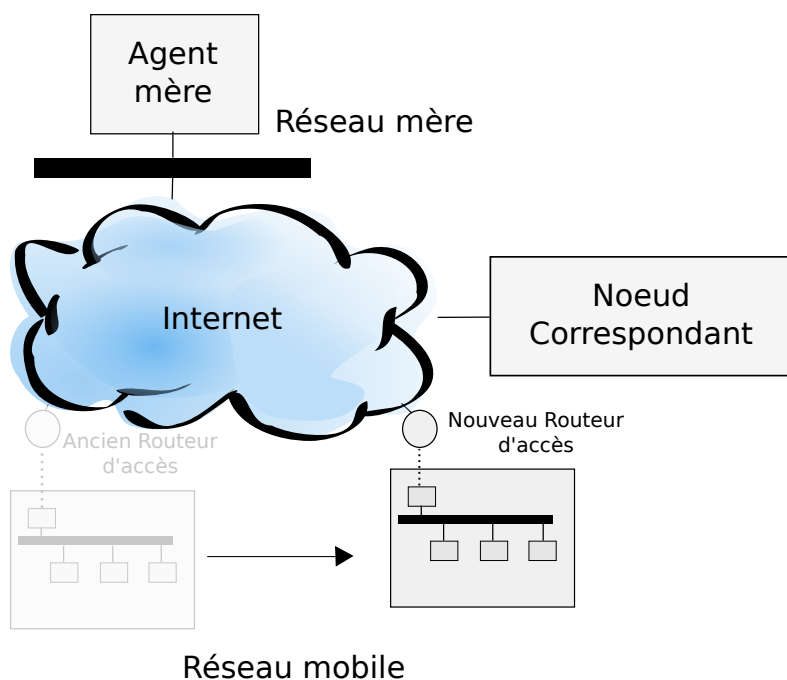 Agent
mère
Réseau mère
Internet
Noeud
Correspondant
Ancien Routeur
d'accès
Nouveau Routeur
d'accès
Réseau mobile